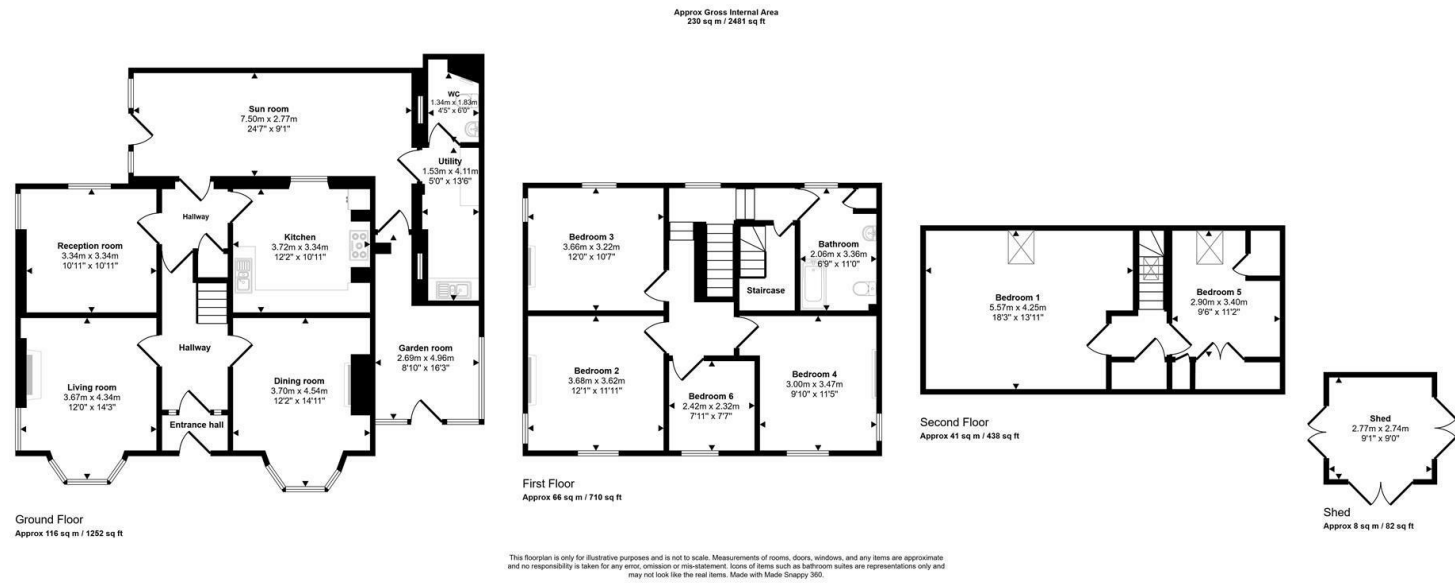 Approx Gross Internal Area
230 sq m / 2481 sq ft
Sun room
7.50m x 2.77m
24'7" x 9'1"
WC
1.34m x 1.83m
4'5" x 6'0"
Utility
1.53m x 4.11m
5'0" x 13'6"
Hallway
Reception room
3.34m x 3.34m
10'11" x 10'11"
Kitchen
3.72m x 3.34m
12'2" x 10'11"
Hallway
Living room
3.67m x 4.34m
12'0" x 14'3"
Dining room
3.70m x 4.54m
12'2" x 14'11"
Garden room
2.69m x 4.96m
8'10" x 16'3"
Entrance hall
Ground Floor
Approx 116 sq m / 1252 sq ft
Bedroom 3
3.66m x 3.22m
12'0" x 10'7"
Bathroom
2.06m x 3.36m
6'9" x 11'0"
Staircase
Bedroom 2
3.68m x 3.62m
12'1" x 11'11"
Bedroom 6
2.42m x 2.32m
7'11" x 7'7"
Bedroom 4
3.00m x 3.47m
9'10" x 11'5"
First Floor
Approx 66 sq m / 710 sq ft
Bedroom 1
5.57m x 4.25m
18'3" x 13'11"
Bedroom 5
2.90m x 3.40m
9'6" x 11'2"
Second Floor
Approx 41 sq m / 438 sq ft
Shed
2.77m x 2.74m
9'1" x 9'0"
Shed
Approx 8 sq m / 82 sq ft
This floorplan is only for illustrative purposes and is not to scale. Measurements of rooms, doors, windows, and any items are approximate
and no responsibility is taken for any error, omission or mis-statement. Icons of items such as bathroom suites are representations only and
may not look like the real items. Made with Made Snappy 360.